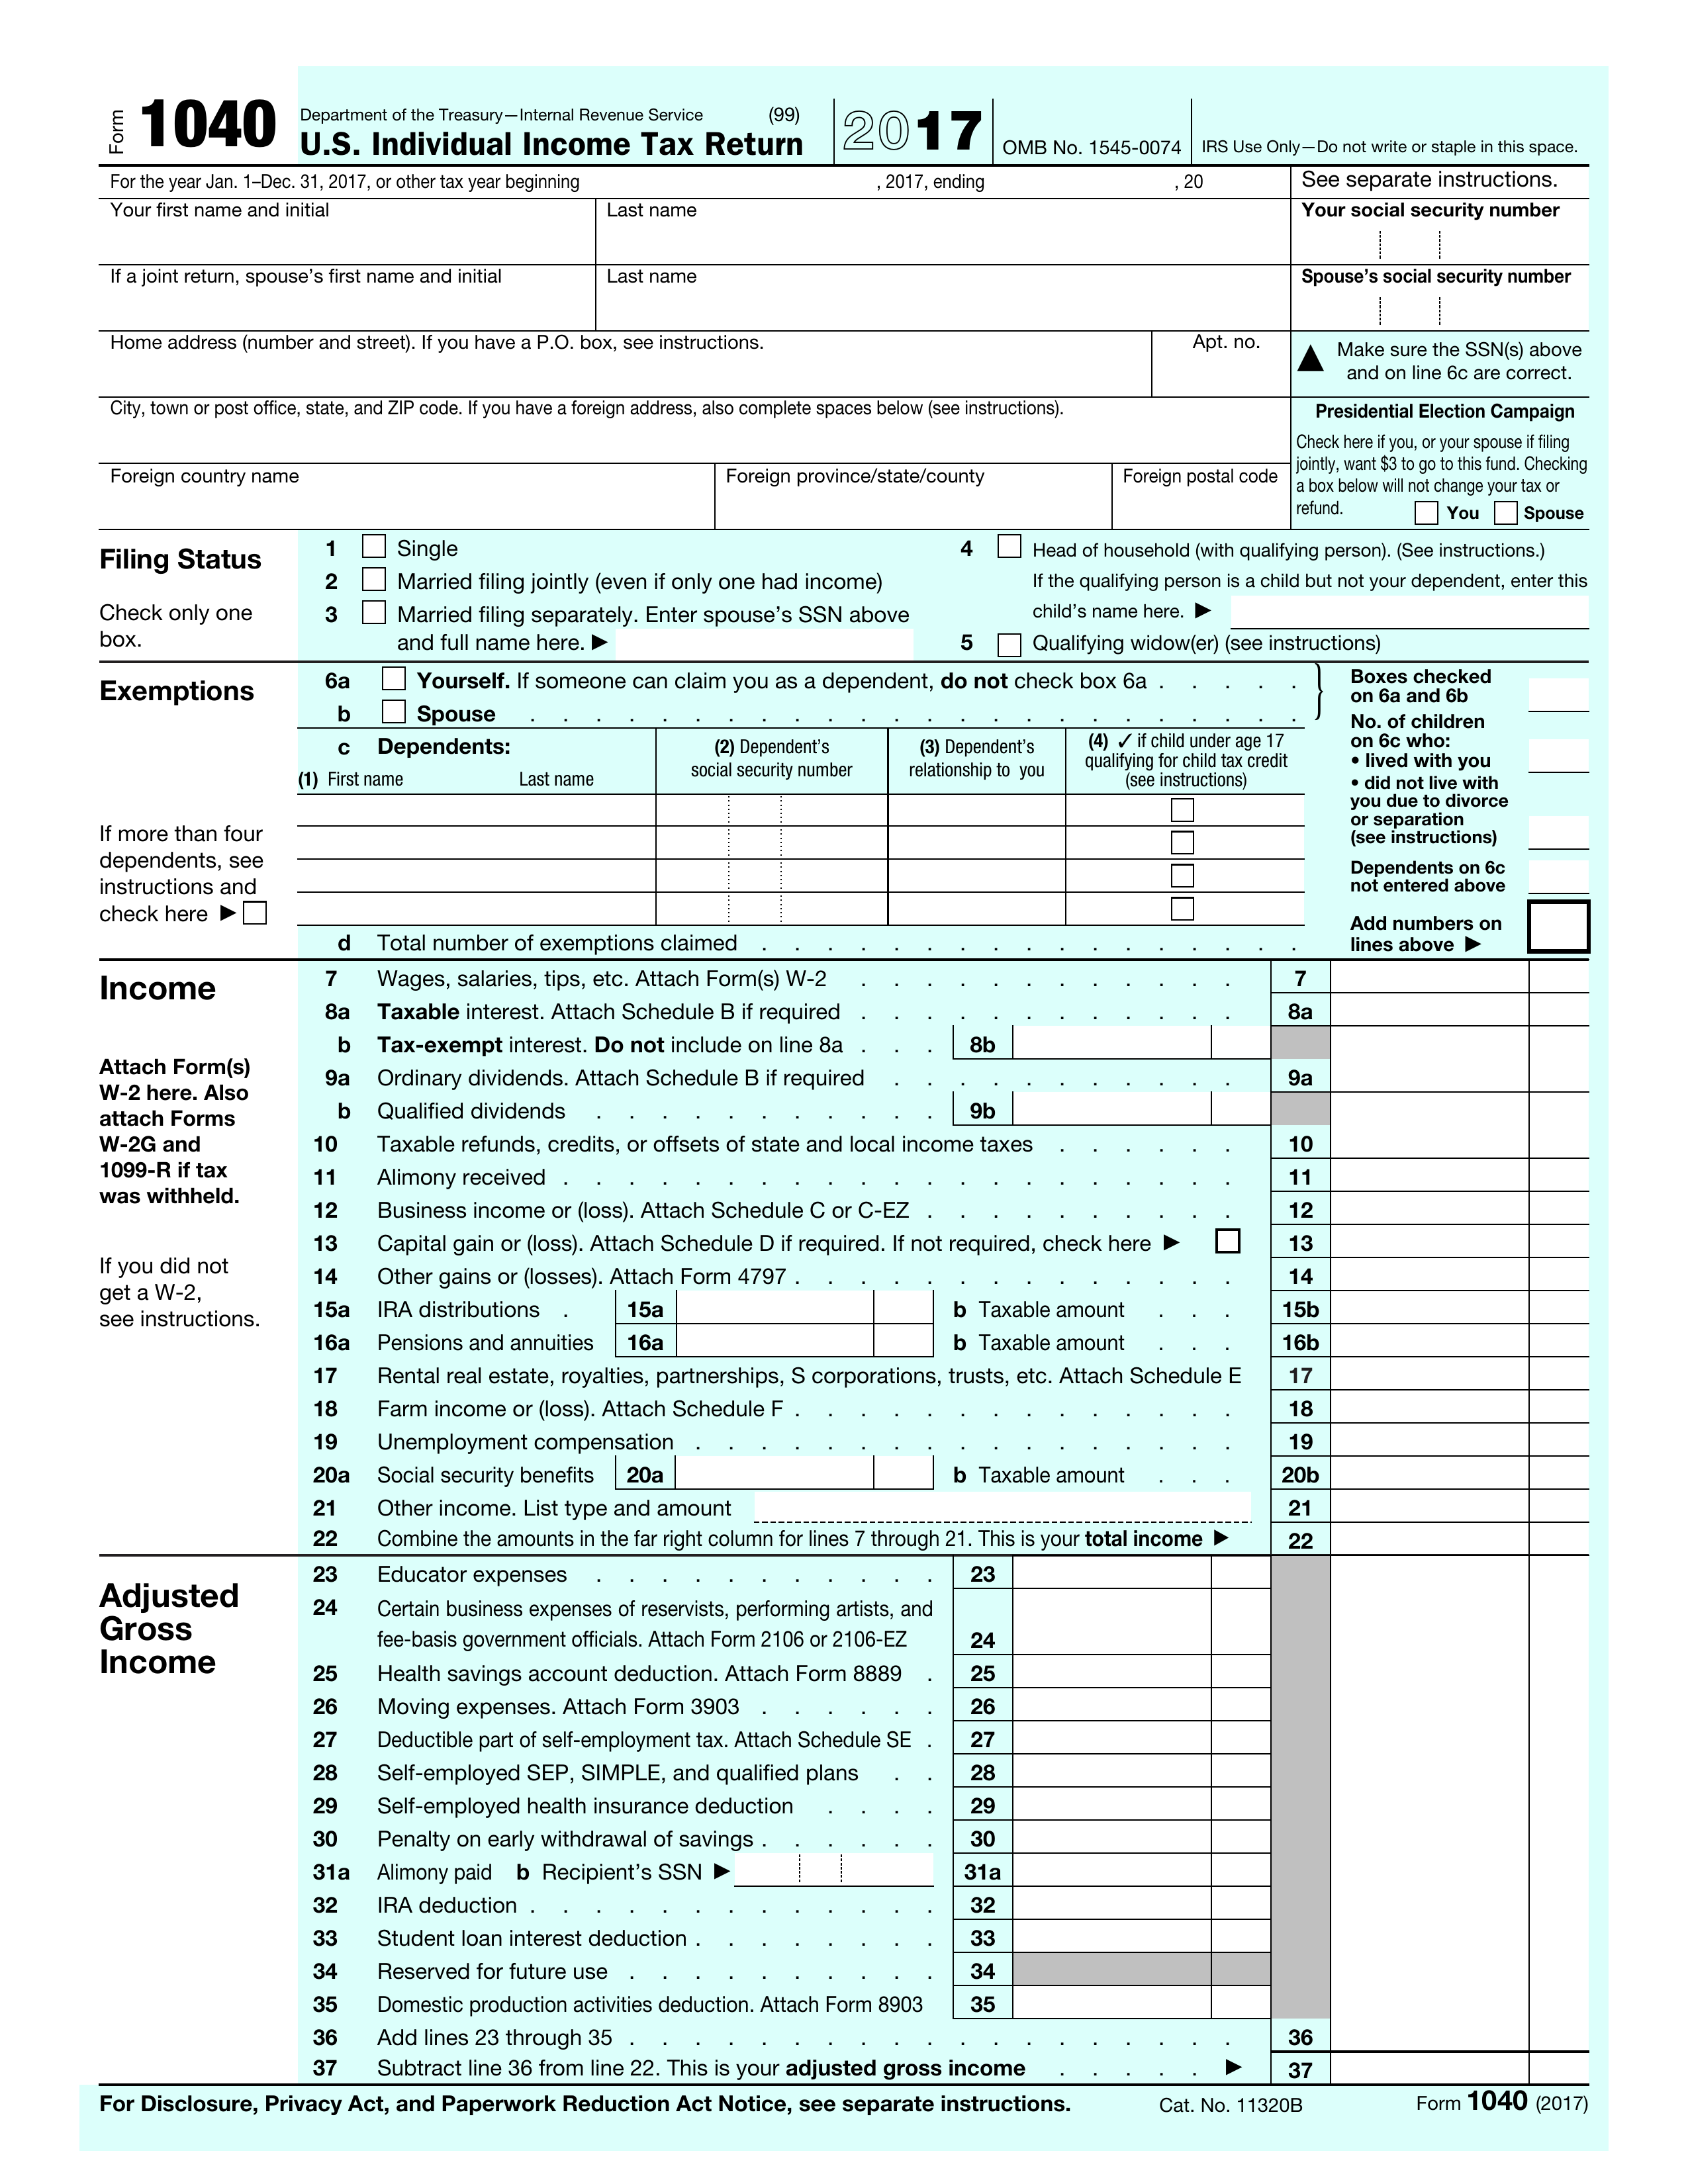 Form 1040 Department of the Treasury—Internal Revenue Service (99)
U.S. Individual Income Tax Return 2017 OMB No. 1545-0074 IRS Use Only—Do not write or staple in this space.
For the year Jan. 1–Dec. 31, 2017, or other tax year beginning , 2017, ending , 20 See separate instructions.
Your first name and initial Last name Your social security number
If a joint return, spouse’s first name and initial Last name Spouse’s social security number
Home address (number and street). If you have a P.O. box, see instructions. Apt. no.
▲ Make sure the SSN(s) above
and on line 6c are correct.
City, town or post office, state, and ZIP code. If you have a foreign address, also complete spaces below (see instructions).
Foreign country name Foreign province/state/county Foreign postal code
Presidential Election Campaign
Check here if you, or your spouse if filing
jointly, want $3 to go to this fund. Checking
a box below will not change your tax or
refund. You Spouse
Filing Status
Check only one
box.
1 Single
2 Married filing jointly (even if only one had income)
3 Married filing separately. Enter spouse’s SSN above
and full name here. ▶
4 Head of household (with qualifying person). (See instructions.)
If the qualifying person is a child but not your dependent, enter this
child’s name here. ▶
5 Qualifying widow(er) (see instructions)
Exemptions
6a Yourself. If someone can claim you as a dependent, do not check box 6a . . . . .
b Spouse . . . . . . . . . . . . . . . . . . . . . . . .
c Dependents:
(1) First name Last name
(2) Dependent’s
social security number
(3) Dependent’s
relationship to you
(4) ✓ if child under age 17
qualifying for child tax credit
(see instructions)
If more than four
dependents, see
instructions and
check here ▶
d Total number of exemptions claimed . . . . . . . . . . . . . . . . .
Boxes checked
on 6a and 6b
No. of children
on 6c who:
• lived with you
• did not live with
you due to divorce
or separation
(see instructions)
Dependents on 6c
not entered above
Add numbers on
lines above ▶
Income
Attach Form(s)
W-2 here. Also
attach Forms
W-2G and
1099-R if tax
was withheld.
If you did not
get a W-2,
see instructions.
7 Wages, salaries, tips, etc. Attach Form(s) W-2 . . . . . . . . . . . . 7
8a Taxable interest. Attach Schedule B if required . . . . . . . . . . . . 8a
b Tax-exempt interest. Do not include on line 8a . . . 8b
9a Ordinary dividends. Attach Schedule B if required . . . . . . . . . . . 9a
b Qualified dividends . . . . . . . . . . . 9b
10 Taxable refunds, credits, or offsets of state and local income taxes . . . . . . 10
11 Alimony received . . . . . . . . . . . . . . . . . . . . . 11
12 Business income or (loss). Attach Schedule C or C-EZ . . . . . . . . . . 12
13 Capital gain or (loss). Attach Schedule D if required. If not required, check here ▶ 13
14 Other gains or (losses). Attach Form 4797 . . . . . . . . . . . . . . 14
15a IRA distributions . 15a b Taxable amount . . . 15b
16a Pensions and annuities 16a b Taxable amount . . . 16b
17 Rental real estate, royalties, partnerships, S corporations, trusts, etc. Attach Schedule E 17
18 Farm income or (loss). Attach Schedule F . . . . . . . . . . . . . . 18
19 Unemployment compensation . . . . . . . . . . . . . . . . . 19
20a Social security benefits 20a b Taxable amount . . . 20b
21 Other income. List type and amount 21
22 Combine the amounts in the far right column for lines 7 through 21. This is your total income ▶ 22
Adjusted
Gross
Income
23 Educator expenses . . . . . . . . . . . 23
24 Certain business expenses of reservists, performing artists, and
fee-basis government officials. Attach Form 2106 or 2106-EZ 24
25 Health savings account deduction. Attach Form 8889 . 25
26 Moving expenses. Attach Form 3903 . . . . . . 26
27 Deductible part of self-employment tax. Attach Schedule SE . 27
28 Self-employed SEP, SIMPLE, and qualified plans . . 28
29 Self-employed health insurance deduction . . . . 29
30 Penalty on early withdrawal of savings . . . . . . 30
31a Alimony paid b Recipient’s SSN ▶ 31a
32 IRA deduction . . . . . . . . . . . . . 32
33 Student loan interest deduction . . . . . . . . 33
34 Reserved for future use . . . . . . . . . . 34
35 Domestic production activities deduction. Attach Form 8903 35
36 Add lines 23 through 35 . . . . . . . . . . . . . . . . . . . 36
37 Subtract line 36 from line 22. This is your adjusted gross income . . . . . ▶ 37
For Disclosure, Privacy Act, and Paperwork Reduction Act Notice, see separate instructions. Cat. No. 11320B Form 1040 (2017)